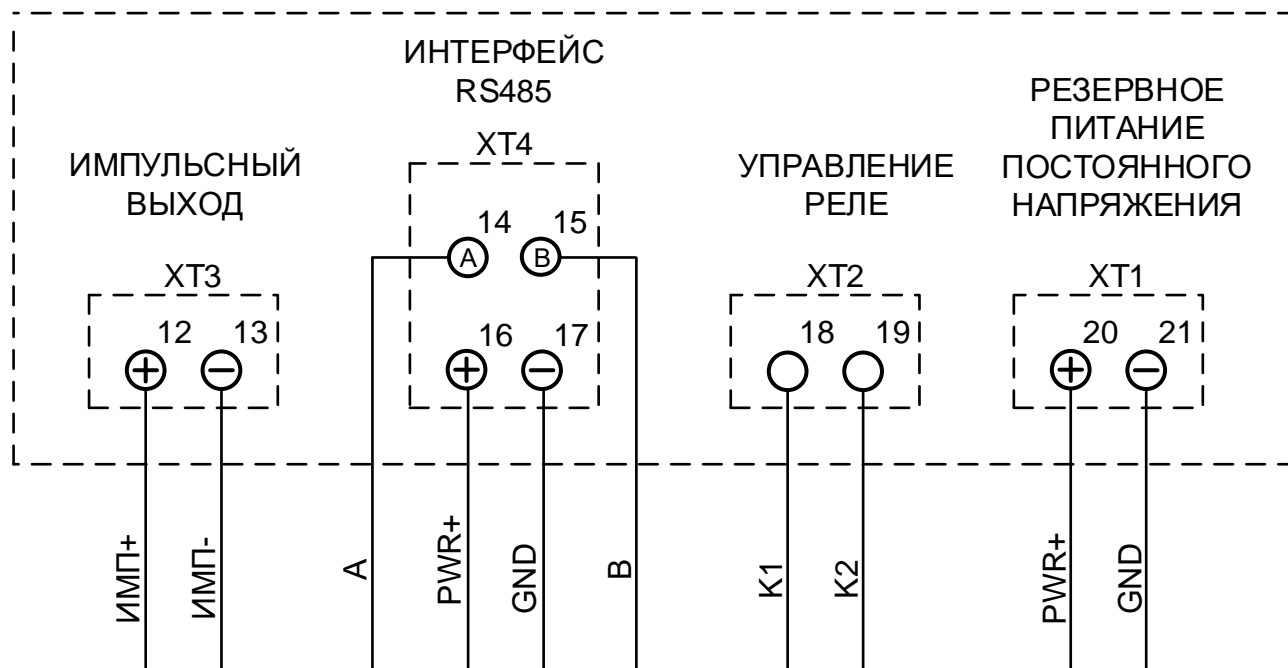 ИМПУЛЬСНЫЙ
ВЫХОД
XT3
12 13
ИНТЕРФЕЙС
RS485
XT4
14 15
A B
16 17
УПРАВЛЕНИЕ
РЕЛЕ
XT2
18 19
РЕЗЕРВНОЕ
ПИТАНИЕ
ПОСТОЯННОГО
НАПРЯЖЕНИЯ
XT1
20 21
ИМП+
ИМП-
A
PWR+
GND
B
K1
K2
PWR+
GND